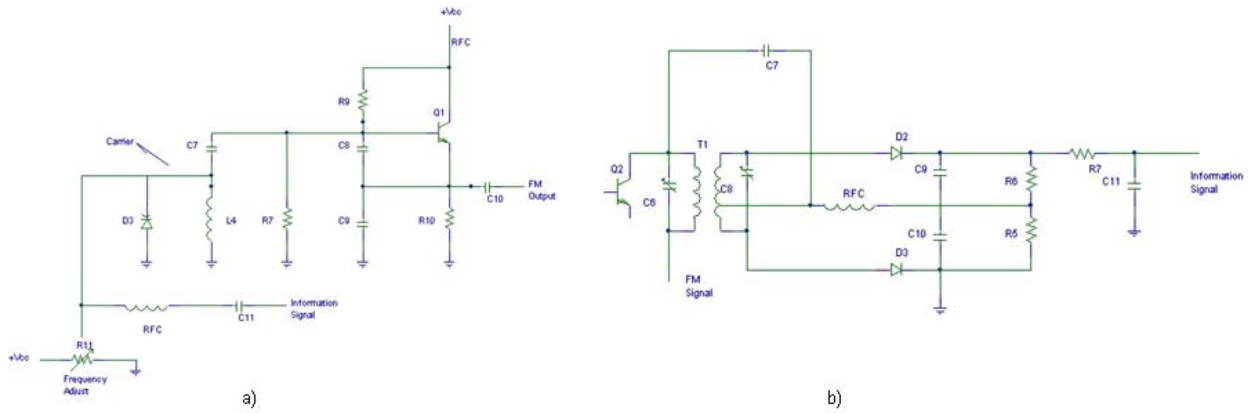 +Vcc
RFC
R9
Q1
Carrier
C7
C8
D3
L4
R7
C9
R10
C10
FM
Output
Information
Signal
C11
RFC
R11
+Vcc
Frequency
Adjust
a)
C7
D2
T1
Q2
C9
R7
R6
C11
Information
Signal
C6
C8
RFC
C10
R5
D3
FM
Signal
b)